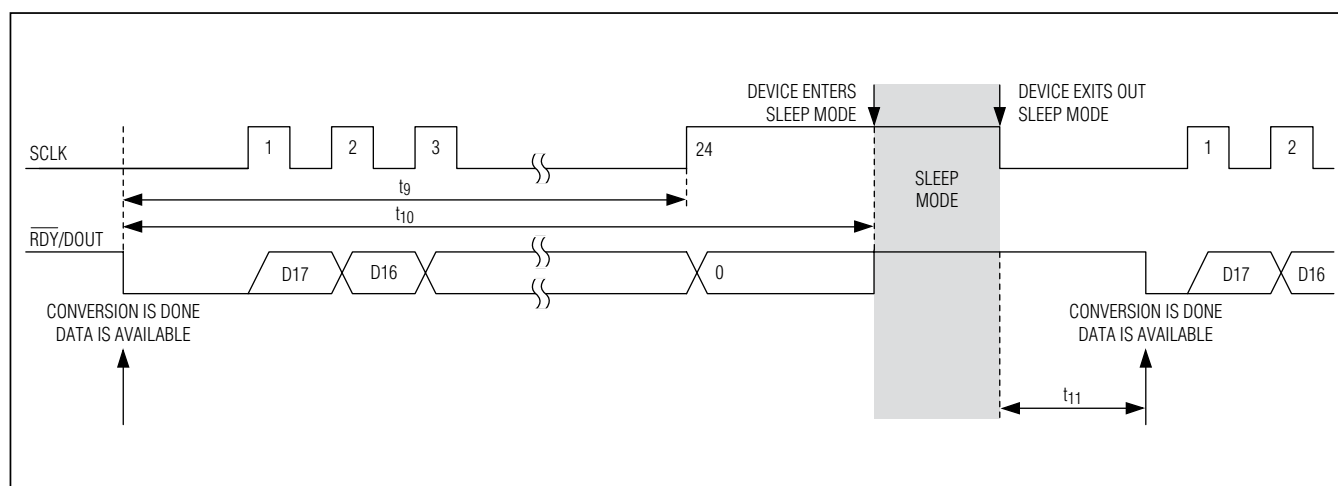 DEVICE ENTERS
SLEEP MODE
DEVICE EXITS OUT
SLEEP MODE
SCLK
1
2
3
24
1
2
SLEEP
MODE
t9
t10
RDY/DOUT
D17
D16
0
D17
D16
CONVERSION IS DONE
DATA IS AVAILABLE
CONVERSION IS DONE
DATA IS AVAILABLE
t11